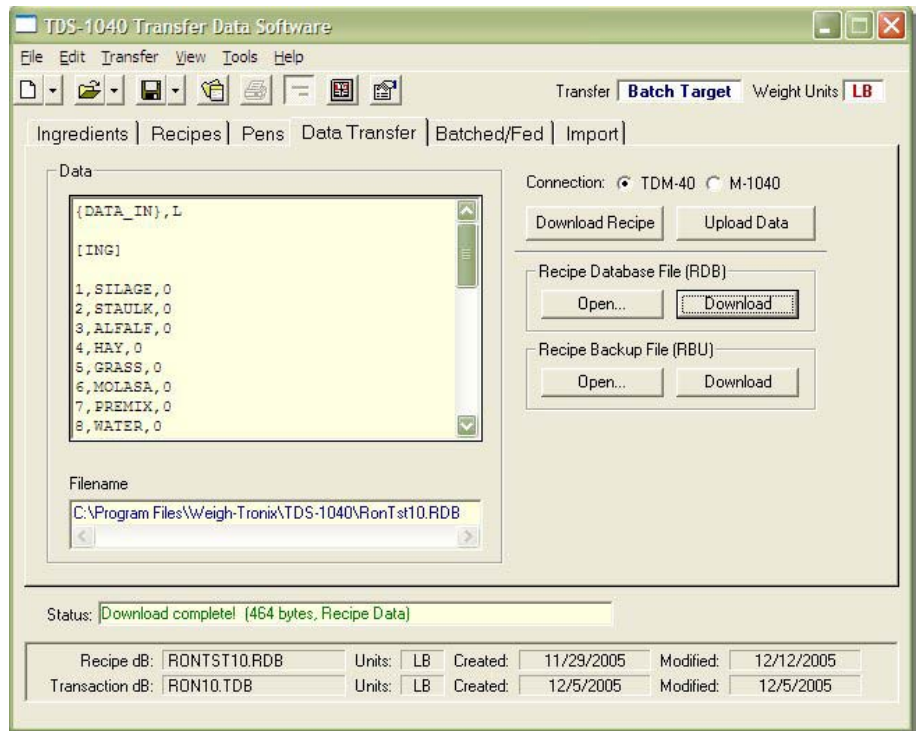 TDS-1040 Transfer Data Software
File Edit Transfer View Tools Help
Transfer Batch Target Weight Units LB
Ingredients Recipes Pens Data Transfer Batched/Fed Import
Data
{DATA_IN},L
[ING]
1,SILAGE,0
2,STAULK,0
3,ALFALF,0
4,HAY,0
5,GRASS,0
6,MOLASA,0
7,PREMIX,0
8,WATER,0
Filename
C:\Program Files\Weigh-Tronix\TDS-1040\RonTst10.RDB
Connection: TDM-40 M-1040
Download Recipe Upload Data
Recipe Database File (RDB)
Open... Download
Recipe Backup File (RBU)
Open... Download
Status: Download complete! (464 bytes, Recipe Data)
Recipe dB: RONTST10.RDB Units: LB Created: 11/29/2005 Modified: 12/12/2005
Transaction dB: RON10.TDB Units: LB Created: 12/5/2005 Modified: 12/5/2005